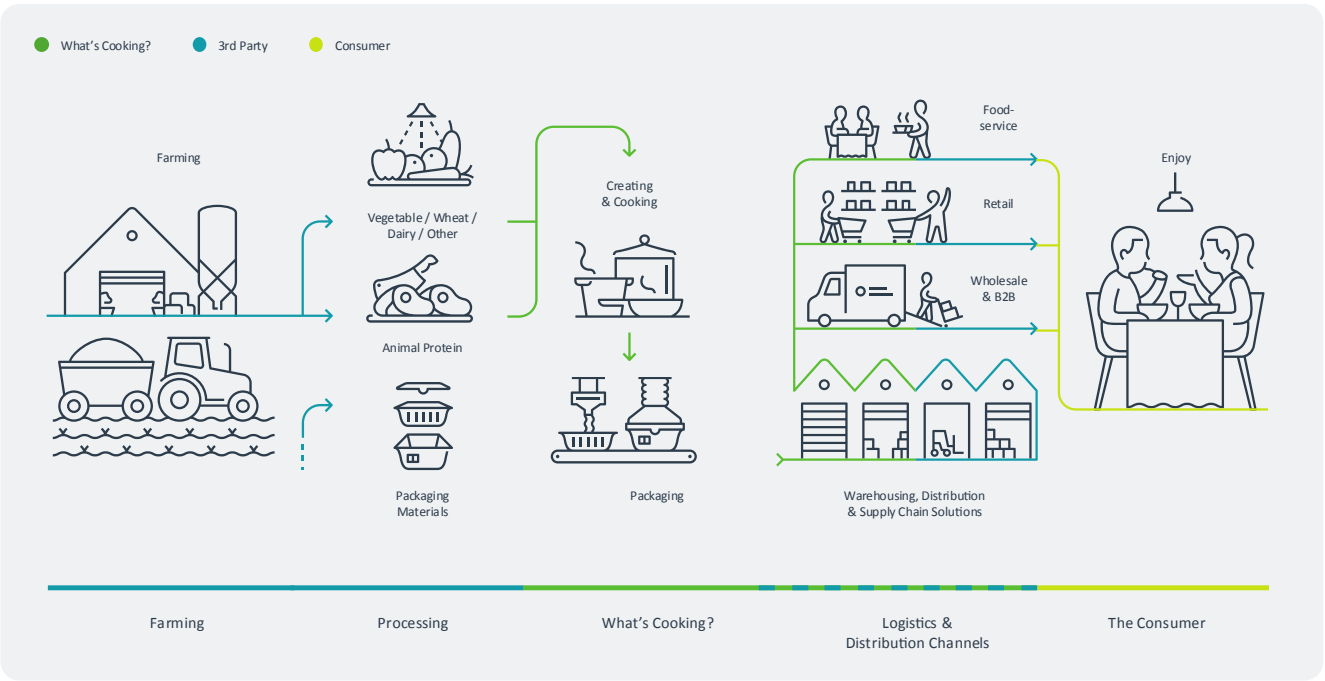 What's Cooking?
3rd Party
Consumer
Farming
Vegetable / Wheat /
Dairy / Other
Animal Protein
Packaging
Materials
Creating
& Cooking
Packaging
Food-
service
Retail
Wholesale
& B2B
Warehousing, Distribution
& Supply Chain Solutions
Enjoy
Farming
Processing
What's Cooking?
Logistics &
Distribution Channels
The Consumer